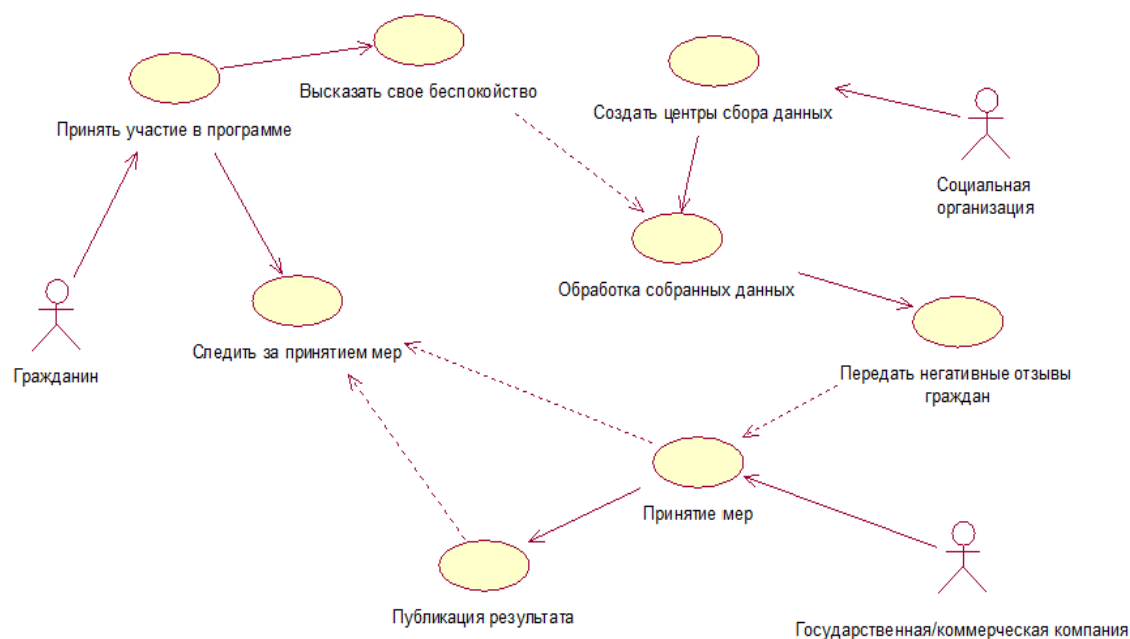 Высказать свое беспокойство
Создать центры сбора данных
Принять участие в программе
Социальная
организация
Обработка собранных данных
Следить за принятием мер
Гражданин
Передать негативные отзывы
граждан
Принятие мер
Публикация результата
Государственная/коммерческая компания